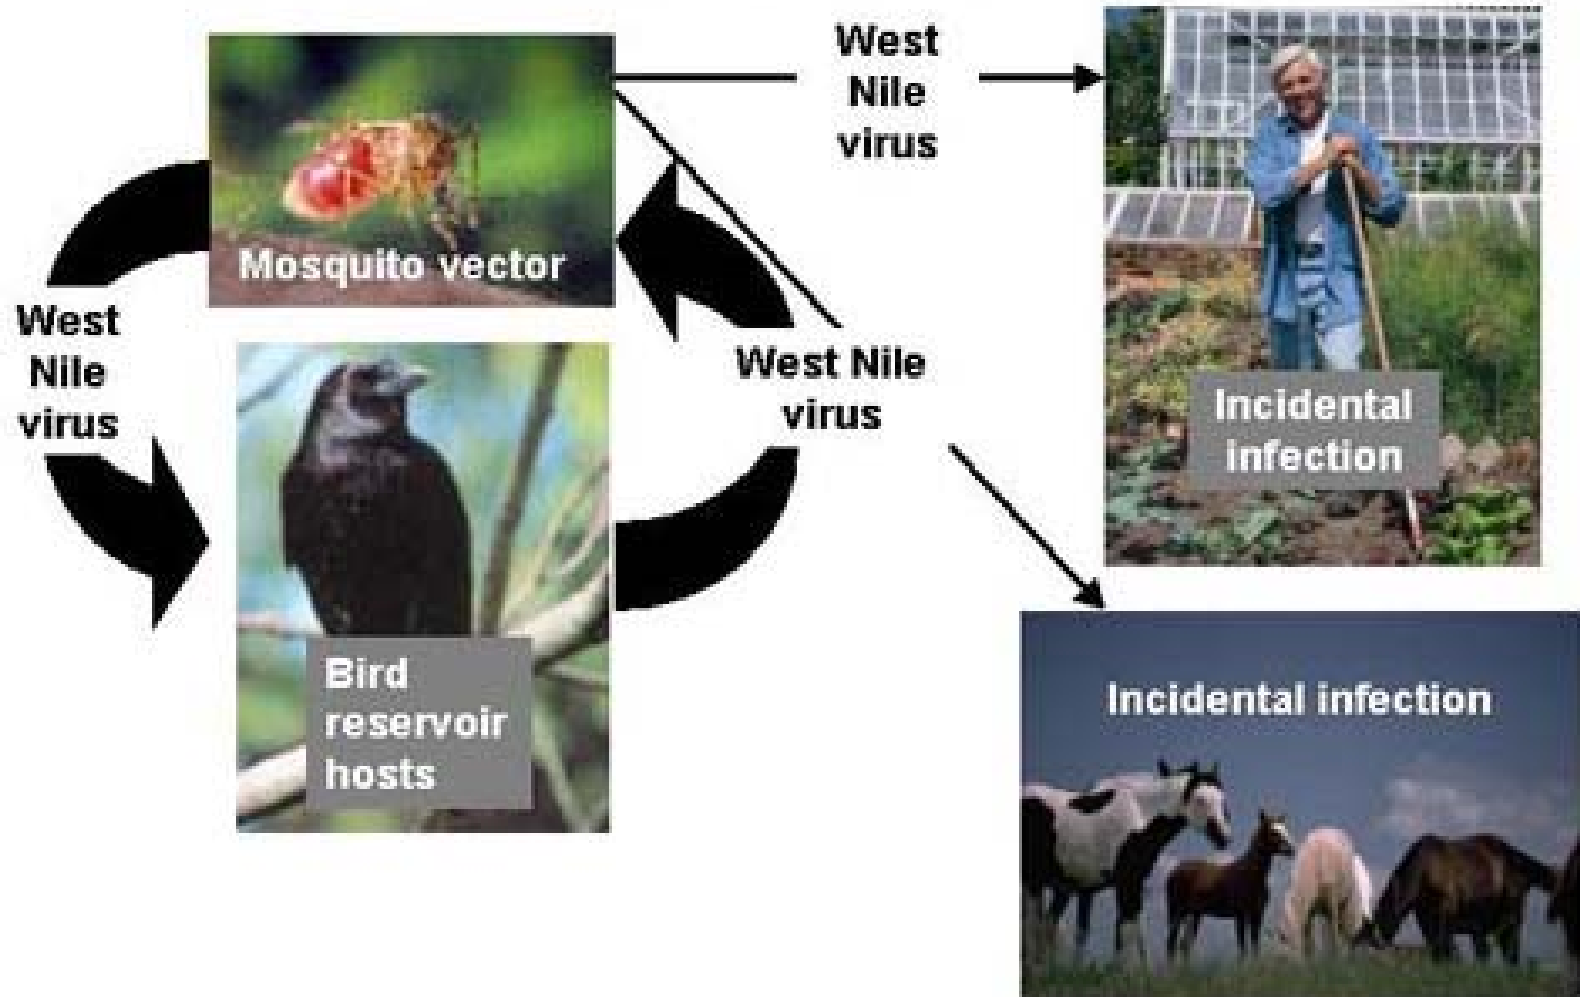 West
Nile
virus
Mosquito vector
West
Nile
virus
West Nile
virus
Incidental
infection
Bird
reservoir
hosts
Incidental infection